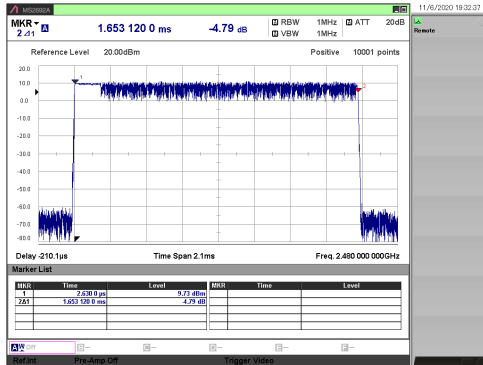 MS2692A
11/6/2020 19:32:37
MKR
2Δ1
A
1.653 120 0 ms
-4.79 dB
RBW 1MHz
VBW 1MHz
ATT 20dB
Remote
Reference Level 20.00dBm
Positive 10001 points
20.0
10.0
0.0
-10.0
-20.0
-30.0
-40.0
-50.0
-60.0
-70.0
-80.0
1
2
Delay -210.1µs
Time Span 2.1ms
Freq. 2.480 000 000GHz
Marker List
MKR Time Level MKR Time Level
1 2.630 0 µs 9.73 dBm
2Δ1 1.653 120 0 ms -4.79 dB
A W Off
Ref.Int Pre-Amp Off Trigger Video